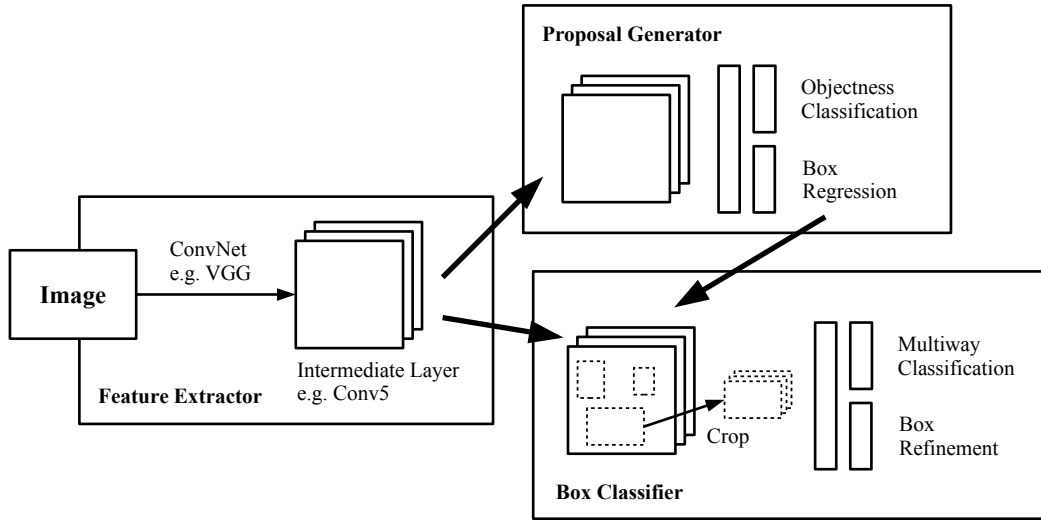 Proposal Generator
Objectness
Classification
Box
Regression
ConvNet
e.g. VGG
Image
Intermediate Layer
e.g. Conv5
Feature Extractor
Multiway
Classification
Crop
Box
Refinement
Box Classifier